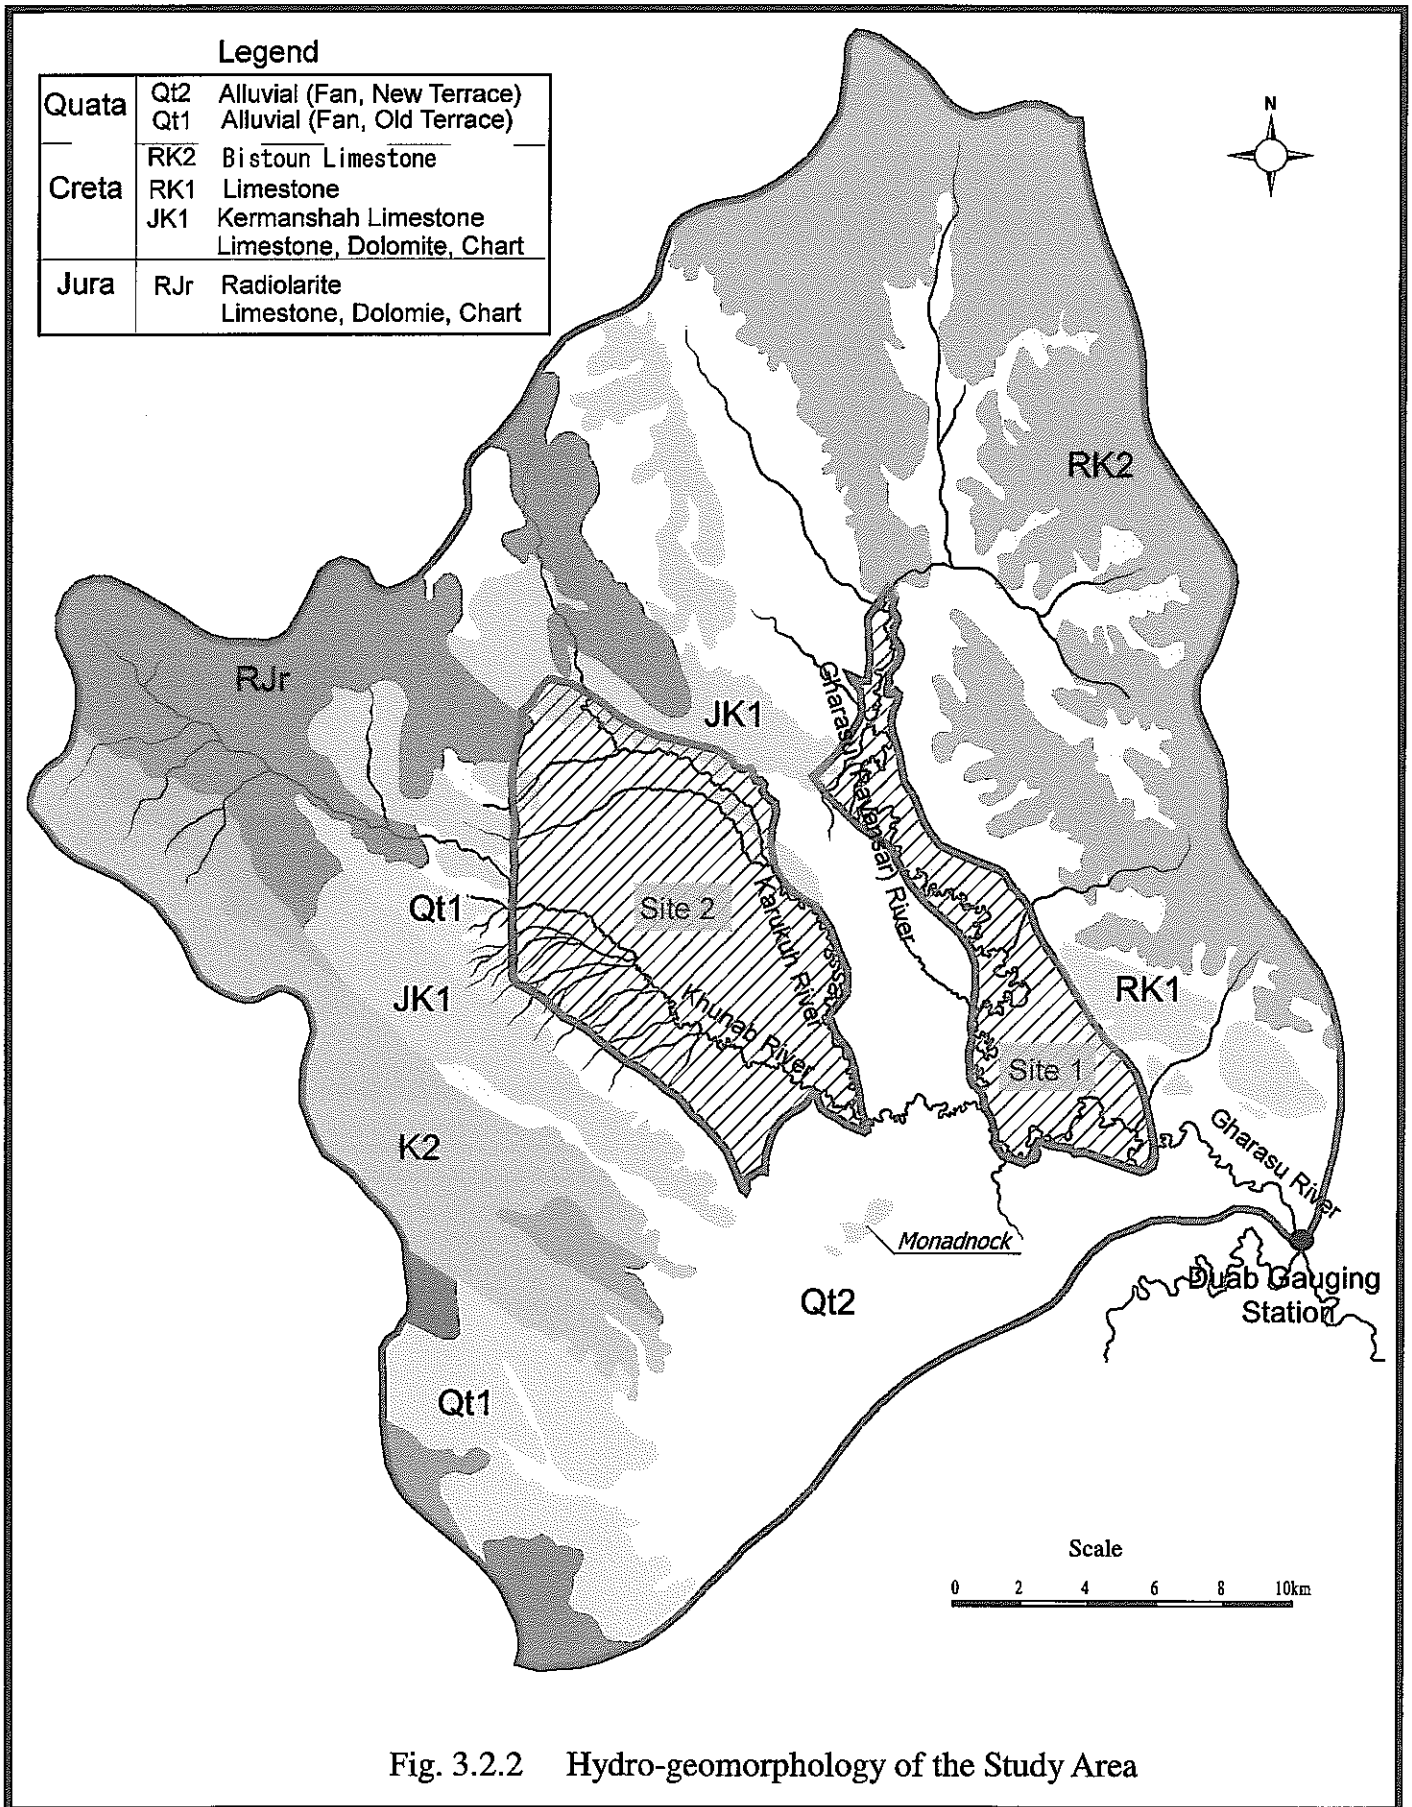 Legend
Quata Qt2 Alluvial (Fan, New Terrace)
Qt1 Alluvial (Fan, Old Terrace)
Creta RK2 Bistoun Limestone
RK1 Limestone
JK1 Kermanshah Limestone
Limestone, Dolomite, Chart
Jura RJr Radiolarite
Limestone, Dolomie, Chart
N
RK2
RJr
JK1
Gharasu (Ravansar) River
Qt1
Site 2
Karukuh River
JK1
Khunab River
RK1
Site 1
K2
Gharasu River
Monadnock
Duab Gauging
Station
Qt2
Qt1
Scale
0 2 4 6 8 10km
Fig. 3.2.2 Hydro-geomorphology of the Study Area